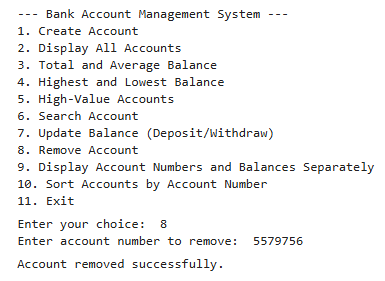 --- Bank Account Management System ---
1. Create Account
2. Display All Accounts
3. Total and Average Balance
4. Highest and Lowest Balance
5. High-Value Accounts
6. Search Account
7. Update Balance (Deposit/Withdraw)
8. Remove Account
9. Display Account Numbers and Balances Separately
10. Sort Accounts by Account Number
11. Exit
Enter your choice:  8
Enter account number to remove:  5579756
Account removed successfully.